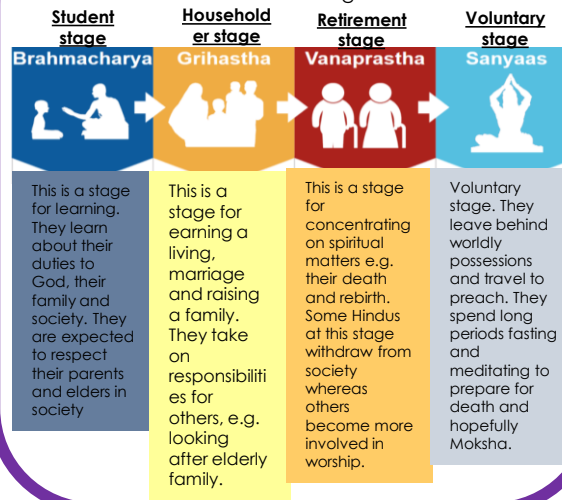 Student
stage
Brahmacharya
This is a stage
for learning.
They learn
about their
duties to
God, their
family and
society. They
are expected
to respect
their parents
and elders in
society
Household
er stage
Grihastha
This is a
stage for
earning a
living,
marriage
and raising
a family.
They take
on
responsibiliti
es for
others, e.g.
looking
after elderly
family.
Retirement
stage
Vanaprastha
This is a stage
for
concentrating
on spiritual
matters e.g.
their death
and rebirth.
Some Hindus
at this stage
withdraw from
society
whereas
others
become more
involved in
worship.
Voluntary
stage
Sanyaas
Voluntary
stage. They
leave behind
worldly
possessions
and travel to
preach. They
spend long
periods fasting
and
meditating to
prepare for
death and
hopefully
Moksha.